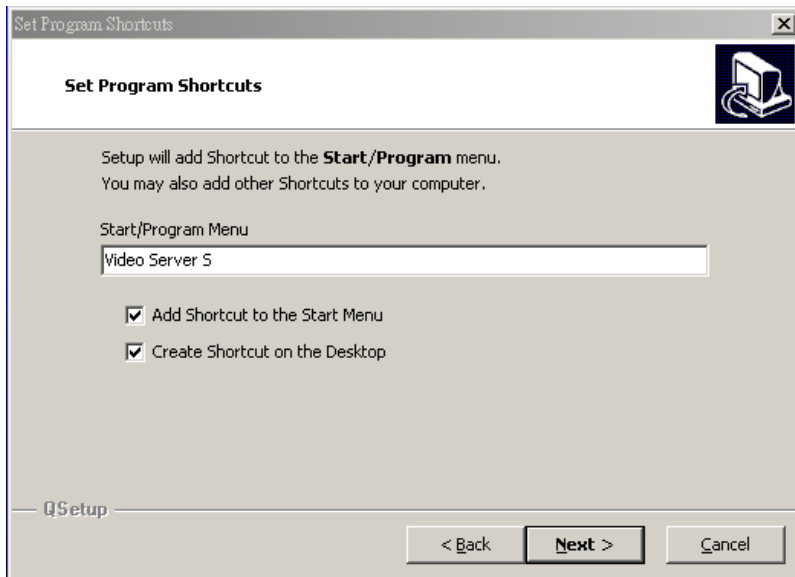 Set Program Shortcuts
Set Program Shortcuts
Setup will add Shortcut to the Start/Program menu.
You may also add other Shortcuts to your computer.
Start/Program Menu
Video Server S
Add Shortcut to the Start Menu
Create Shortcut on the Desktop
QSetup
< Back Next > Cancel